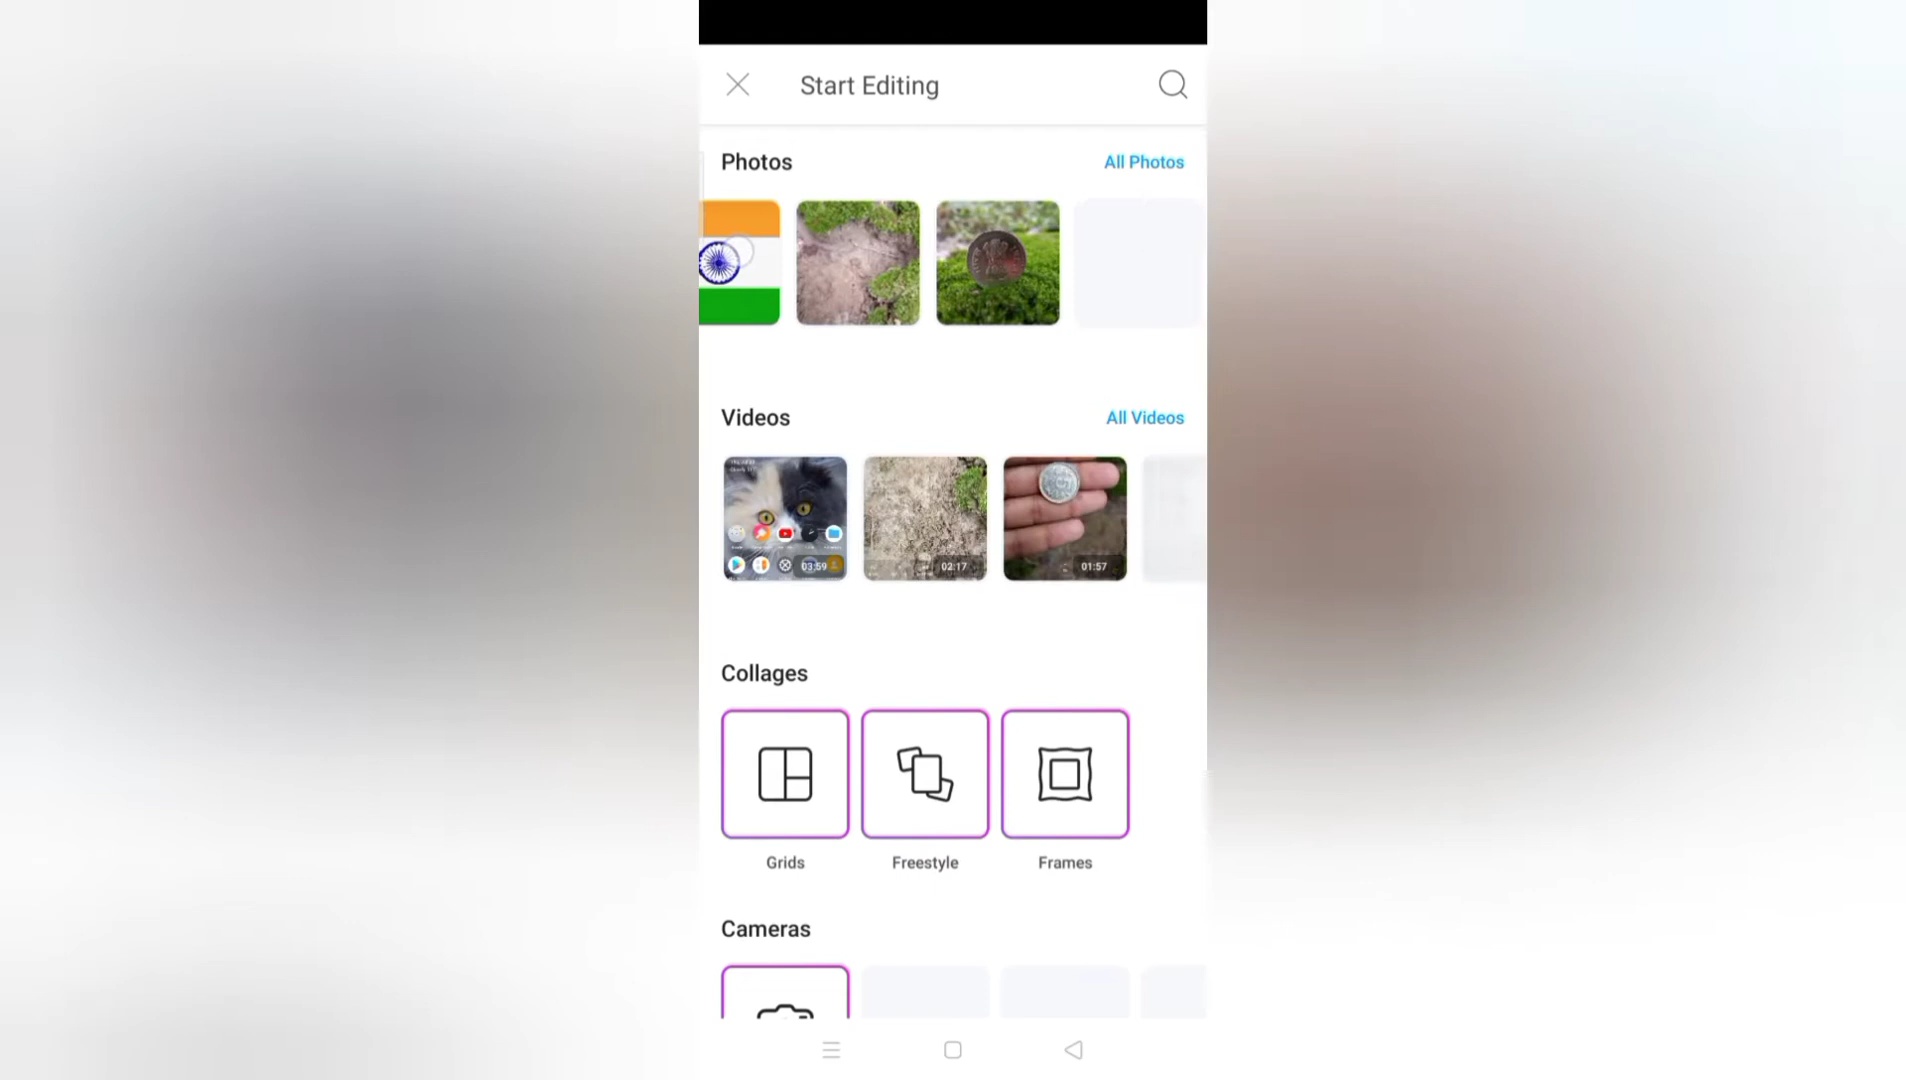 Start Editing
Photos
All Photos
Videos
All Videos
03:59
02:17
01:57
Collages
Grids
Freestyle
Frames
Cameras